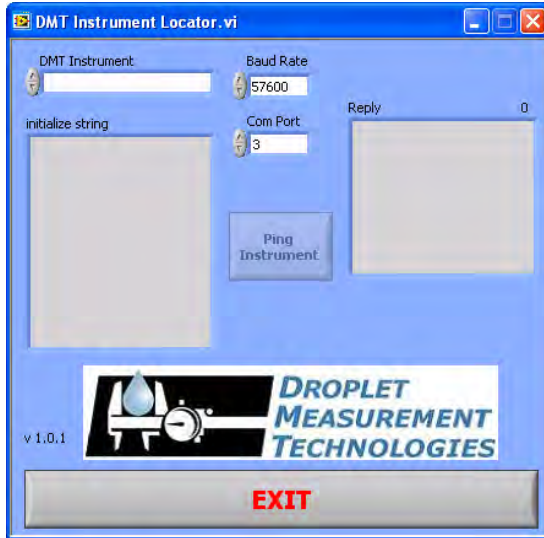 DMT Instrument Locator.vi
DMT Instrument
Baud Rate
57600
initialize string
Com Port
3
Reply 0
Ping
Instrument
DROPLET
MEASUREMENT
TECHNOLOGIES
v 1.0.1
EXIT